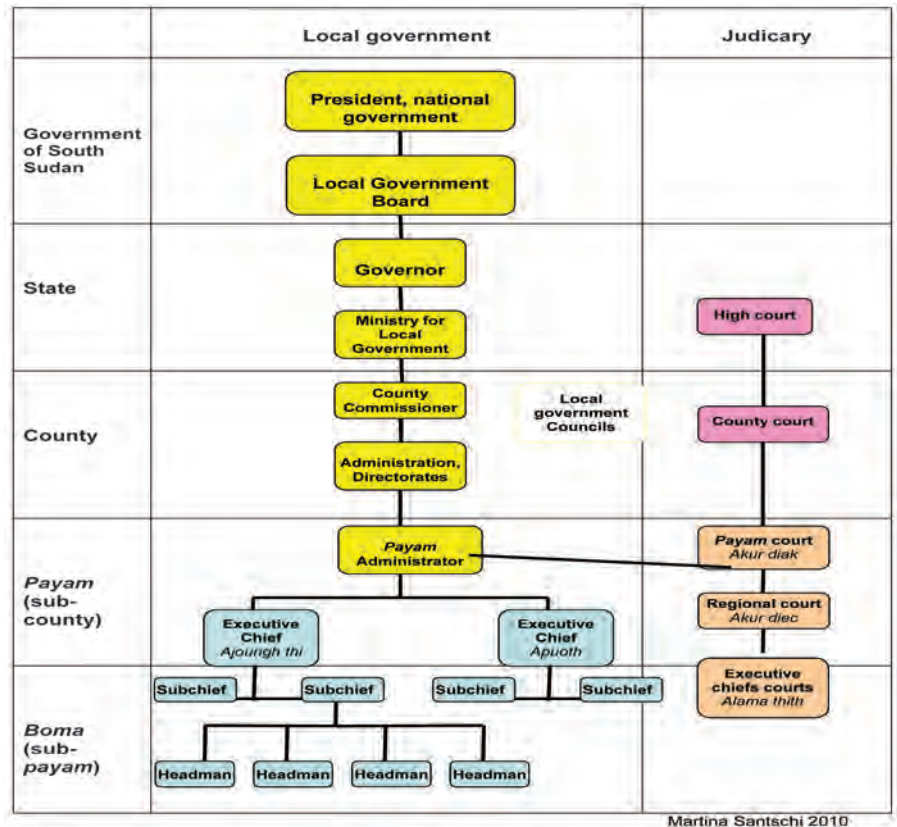 Local government
Judicary
Government
of South
Sudan
President, national
government
Local Government
Board
State
Governor
Ministry for
Local
Government
High court
County
County
Commissioner
Local
government
Councils
County court
Administration,
Directorates
Payam
(sub-
county)
Payam
Administrator
Payam court
Akur diak
Regional court
Akur diec
Executive
Chief
Ajoungh thi
Executive
Chief
Apuoth
Executive
chiefs courts
Alama thith
Boma
(sub-
payam)
Subchief
Subchief
Subchief
Subchief
Headman
Headman
Headman
Headman
Martina Santschi 2010